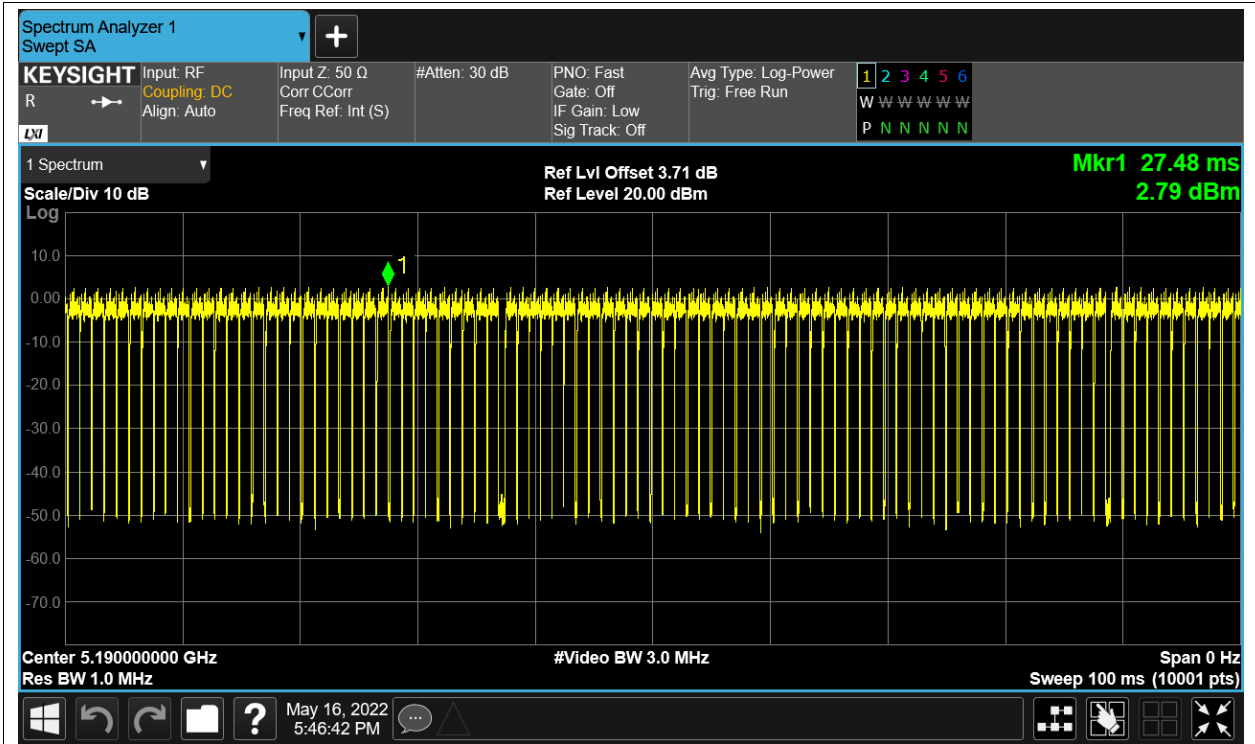 Spectrum Analyzer 1
Swept SA
KEYSIGHT
R
LXI
Input: RF
Coupling: DC
Align: Auto
Input Z: 50 Ω
Corr CCorr
Freq Ref: Int (S)
#Atten: 30 dB
PNO: Fast
Gate: Off
IF Gain: Low
Sig Track: Off
Avg Type: Log-Power
Trig: Free Run
1 2 3 4 5 6
W W W W W W
P N N N N N
1 Spectrum
Scale/Div 10 dB
Ref Lvl Offset 3.71 dB
Ref Level 20.00 dBm
Mkr1 27.48 ms
2.79 dBm
Log
10.0
0.00
-10.0
-20.0
-30.0
-40.0
-50.0
-60.0
-70.0
1
Center 5.190000000 GHz
Res BW 1.0 MHz
#Video BW 3.0 MHz
Span 0 Hz
Sweep 100 ms (10001 pts)
?
May 16, 2022
5:46:42 PM